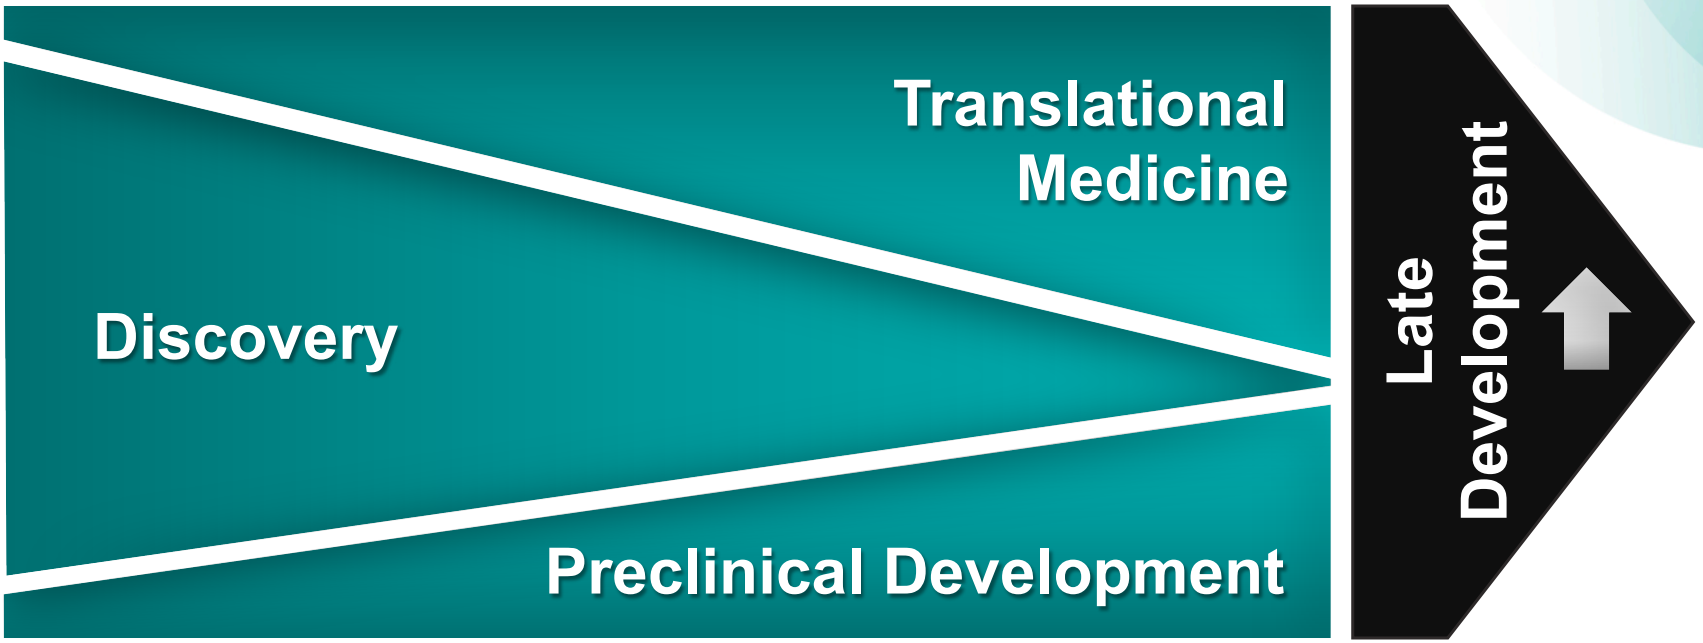 Translational
Medicine
Discovery
Preclinical Development
Late
Development